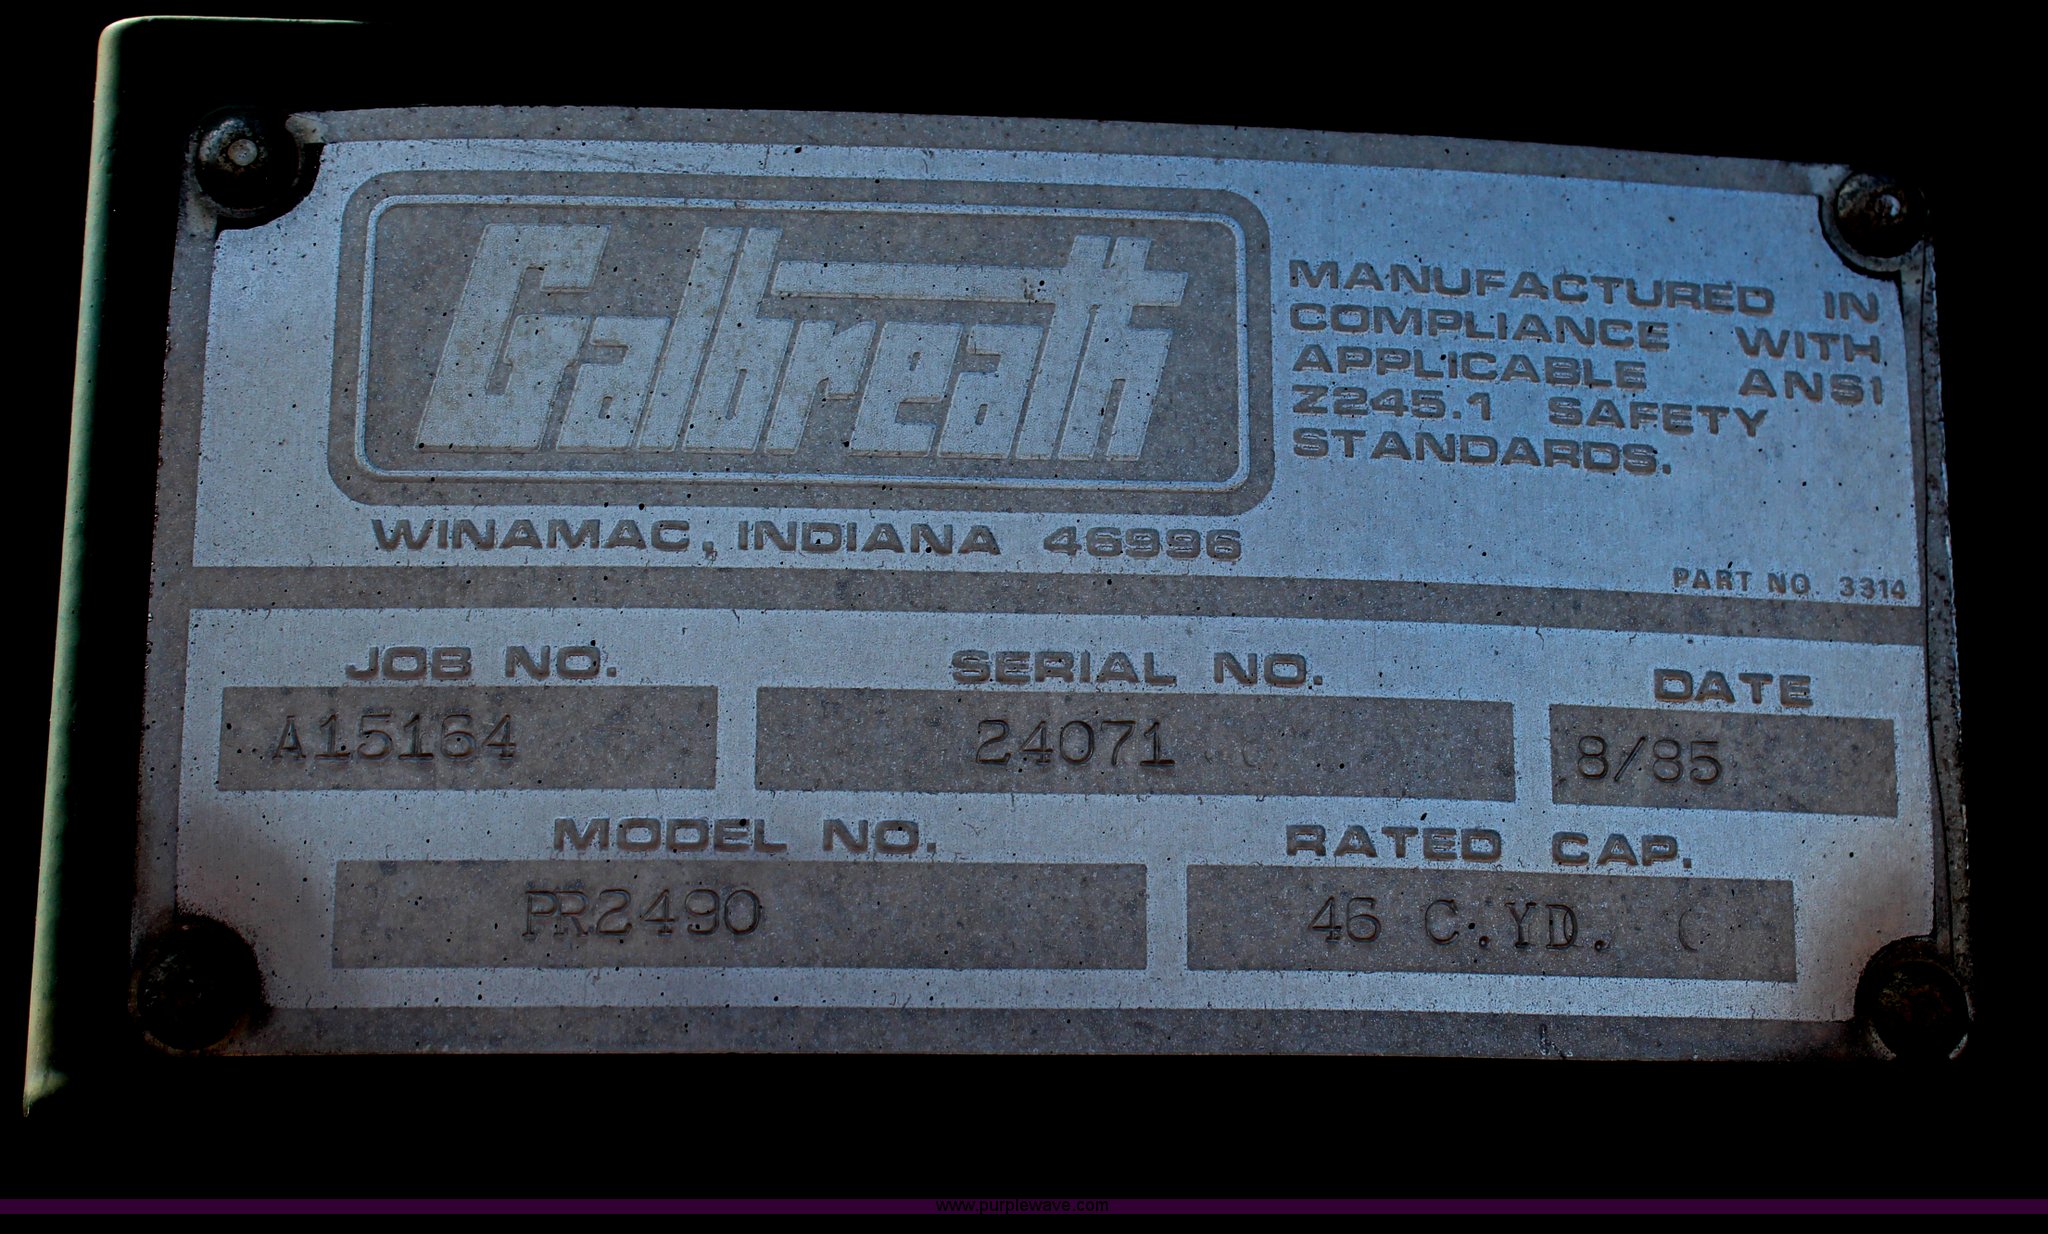 Galbreath
WINAMAC, INDIANA 46996
MANUFACTURED IN
COMPLIANCE WITH
APPLICABLE ANSI
Z245.1 SAFETY
STANDARDS.
PART NO. 3314
JOB NO. SERIAL NO. DATE
A15164 24071 8/85
MODEL NO. RATED CAP.
PR2490 46 C.YD.
www.purplewave.com